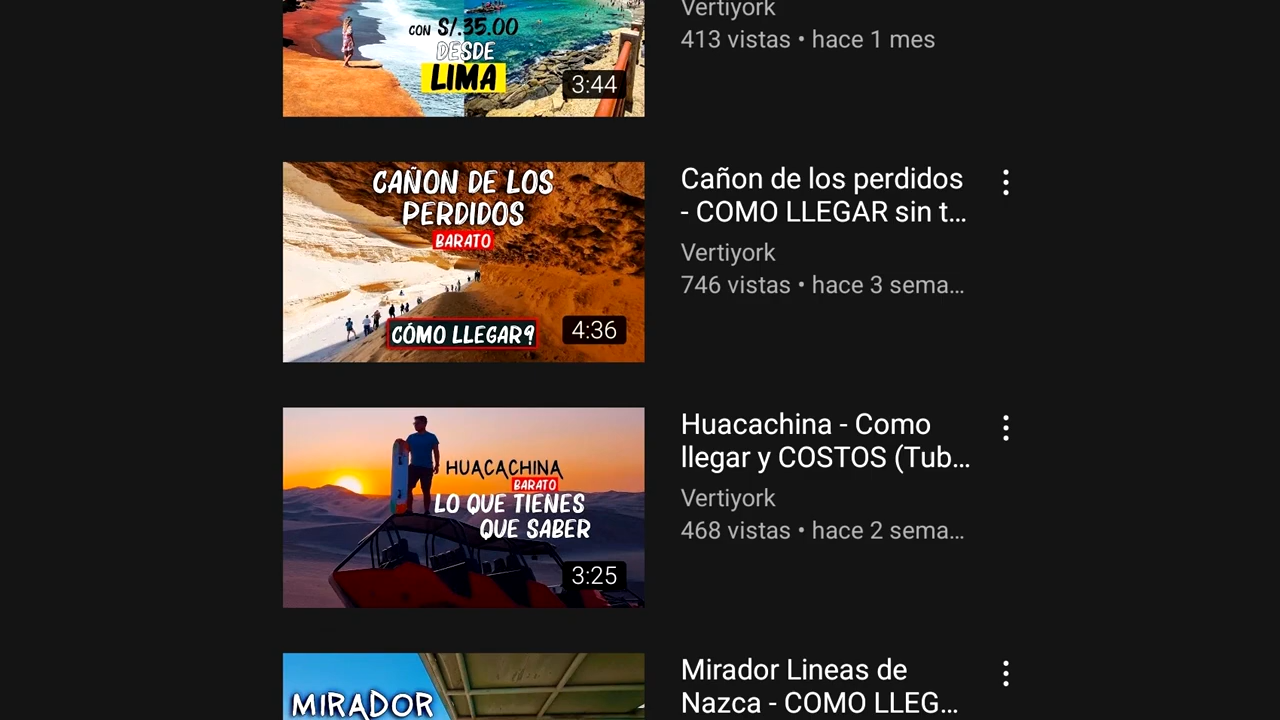 CON S/.35.00
DESDE
LIMA
3:44
Vertiyork
413 vistas • hace 1 mes
CAÑON DE LOS
PERDIDOS
BARATO
CÓMO LLEGAR?
4:36
Cañon de los perdidos
- COMO LLEGAR sin t...
Vertiyork
746 vistas • hace 3 sema...
HUACACHINA
BARATO
LO QUE TIENES
QUE SABER
3:25
Huacachina - Como
llegar y COSTOS (Tub...
Vertiyork
468 vistas • hace 2 sema...
MIRADOR
Mirador Lineas de
Nazca - COMO LLEG...